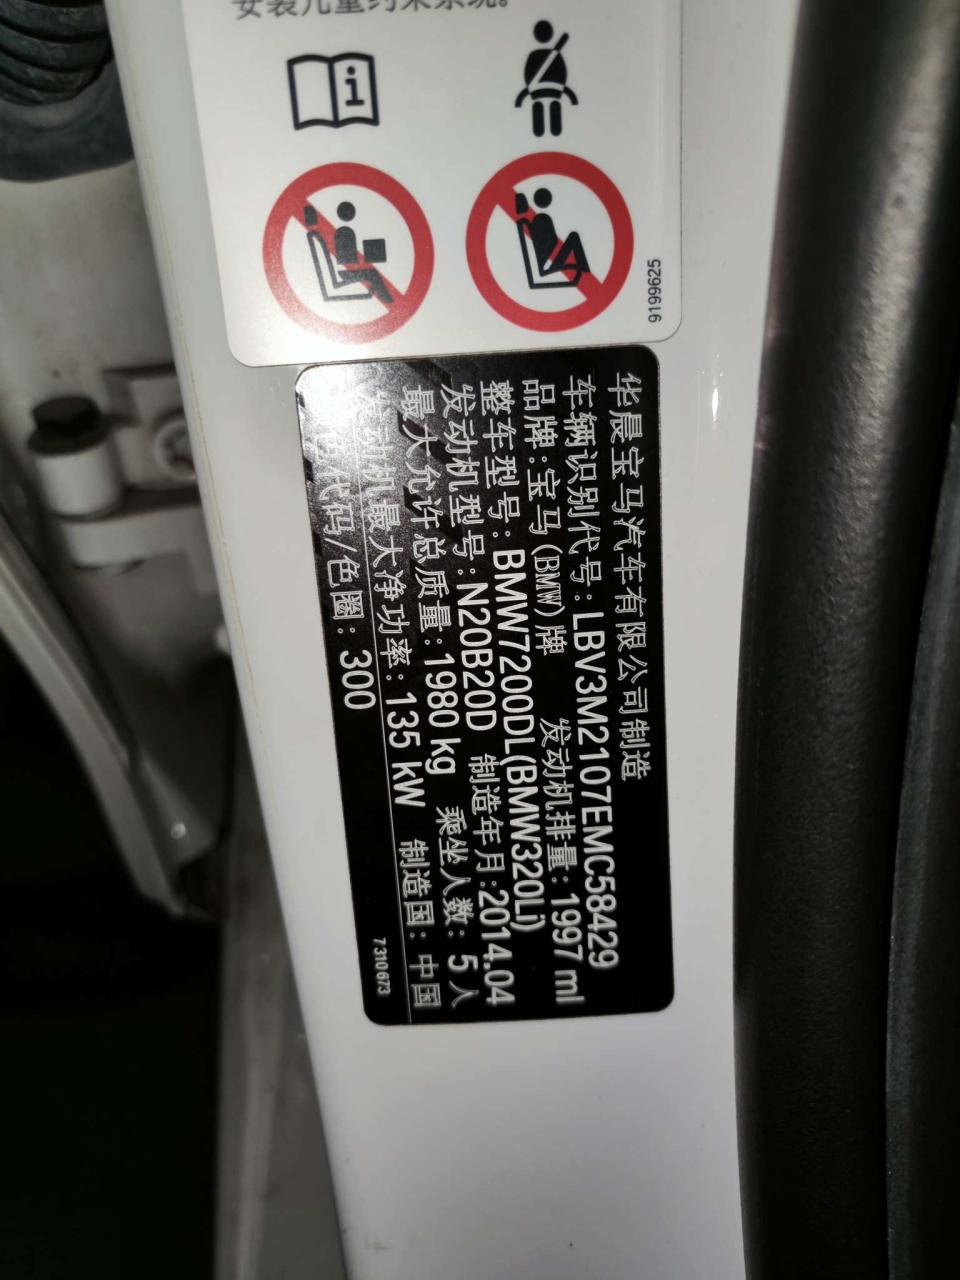 安装儿童约束系统。
9199625
华晨宝马汽车有限公司制造
车辆识别代号：LBV3M2107EMC58429
品牌：宝马(BMW)牌 发动机排量：1997 ml
整车型号：BMW7200DL(BMW320Li)
发动机型号：N20B20D 制造年月：2014.04
最大允许总质量：1980 kg 乘坐人数：5人
发动机最大净功率：135 kW 制造国：中国
颜色代码/色圈：300
7310673